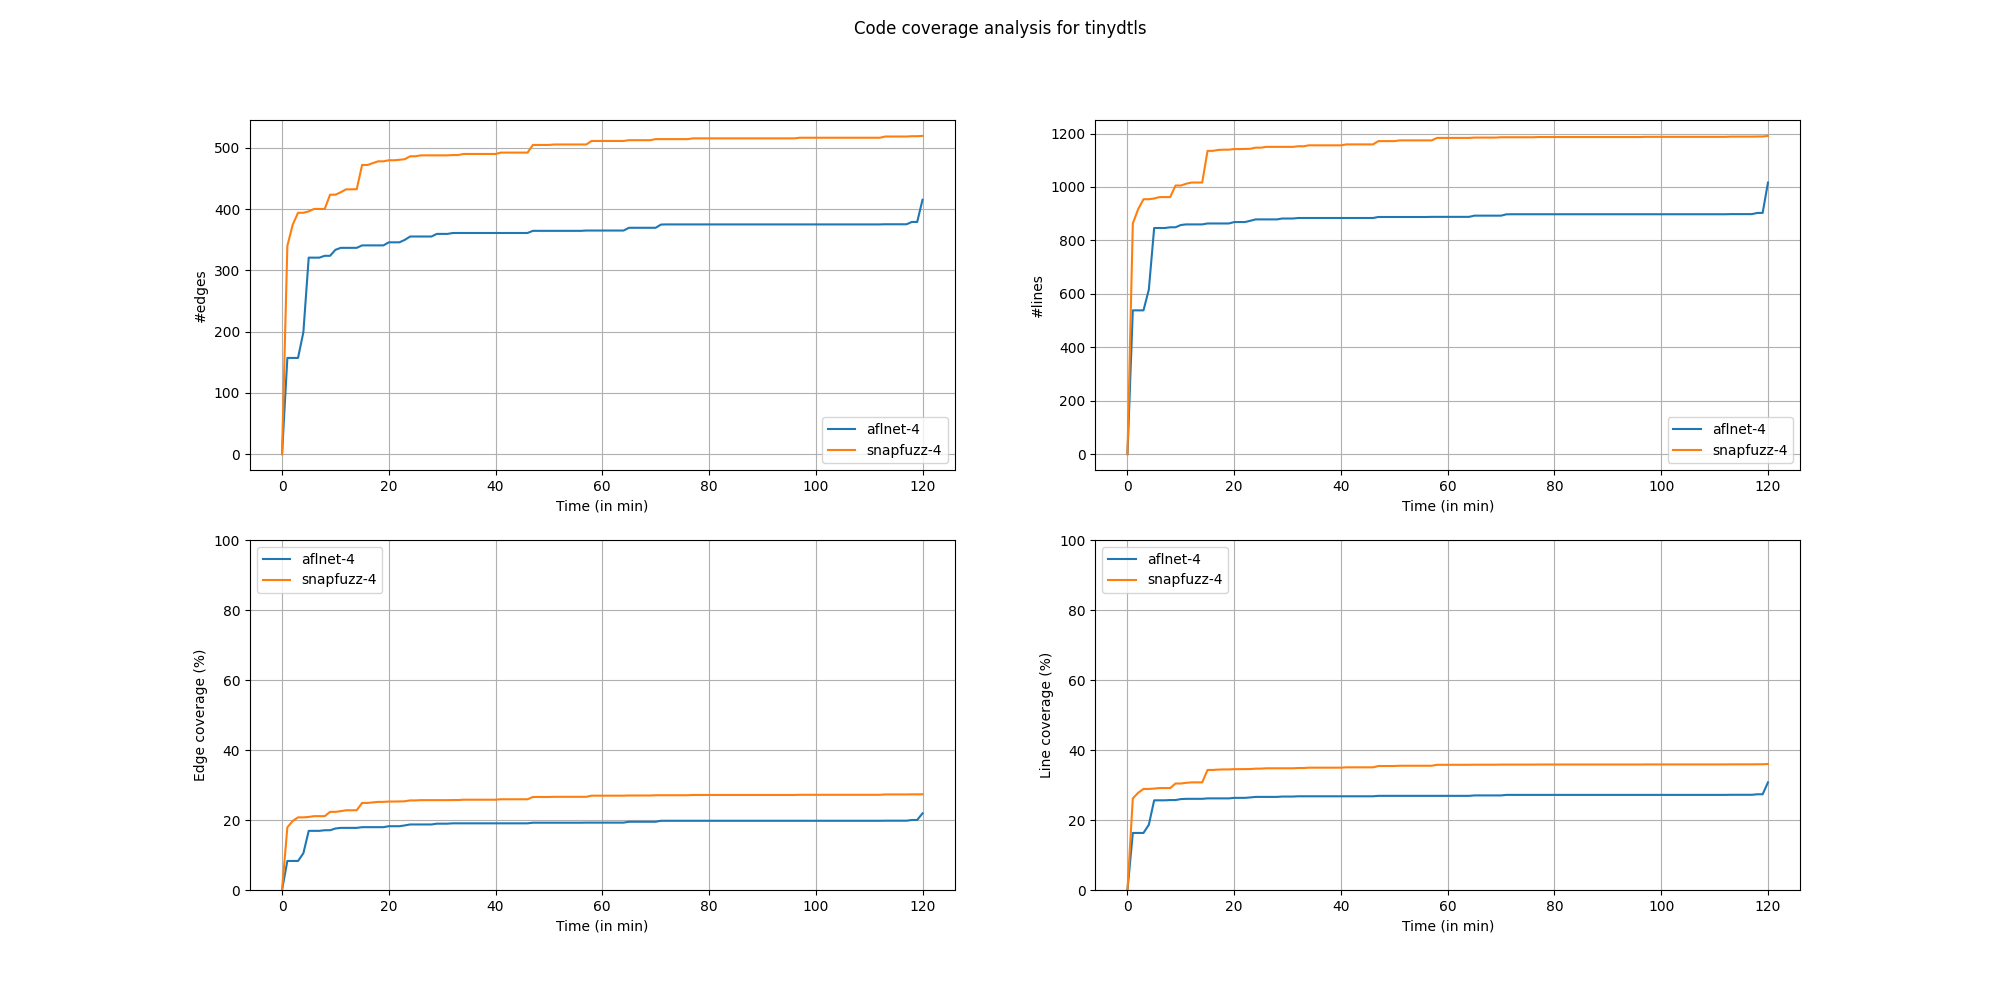 Code coverage analysis for tinydtls
#edges
500
400
300
200
100
0
0 20 40 60 80 100 120
Time (in min)
aflnet-4
snapfuzz-4
#lines
1200
1000
800
600
400
200
0
0 20 40 60 80 100 120
Time (in min)
aflnet-4
snapfuzz-4
Edge coverage (%)
100
80
60
40
20
0
0 20 40 60 80 100 120
Time (in min)
aflnet-4
snapfuzz-4
Line coverage (%)
100
80
60
40
20
0
0 20 40 60 80 100 120
Time (in min)
aflnet-4
snapfuzz-4